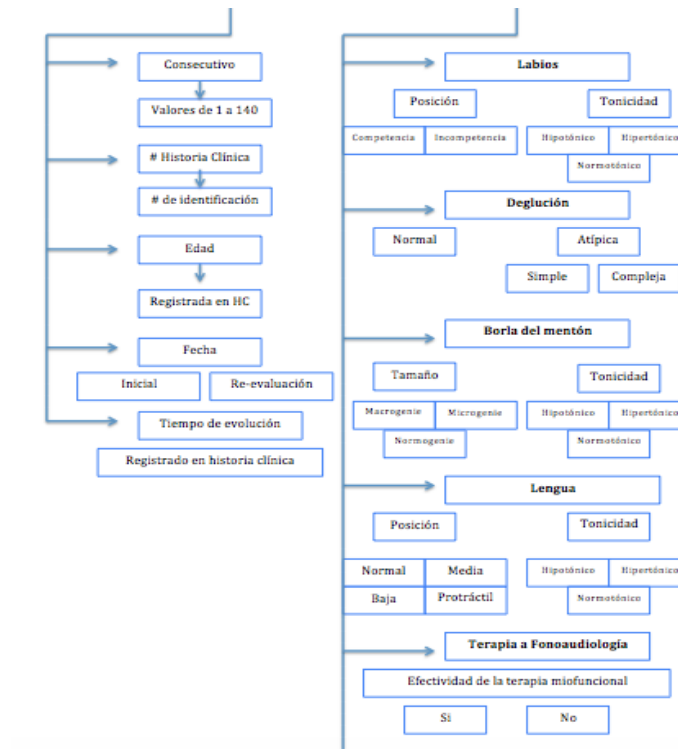 Consecutivo
Valores de 1 a 140
# Historia Clínica
# de identificación
Edad
Registrada en HC
Fecha
Inicial Re-evaluación
Tiempo de evolución
Registrado en historia clínica
Labios
Posición Tonicidad
Competencia Incompetencia Hipotónico Hipertónico
Normotónico
Deglución
Normal Atípica
Simple Compleja
Borla del mentón
Tamaño Tonicidad
Macrogenie Microgenie Hipotónico Hipertónico
Normogenie Normotónico
Lengua
Posición Tonicidad
Normal Media Hipotónico Hipertónico
Baja Protráctil Normotónico
Terapia a Fonoaudiología
Efectividad de la terapia miofuncional
Si No